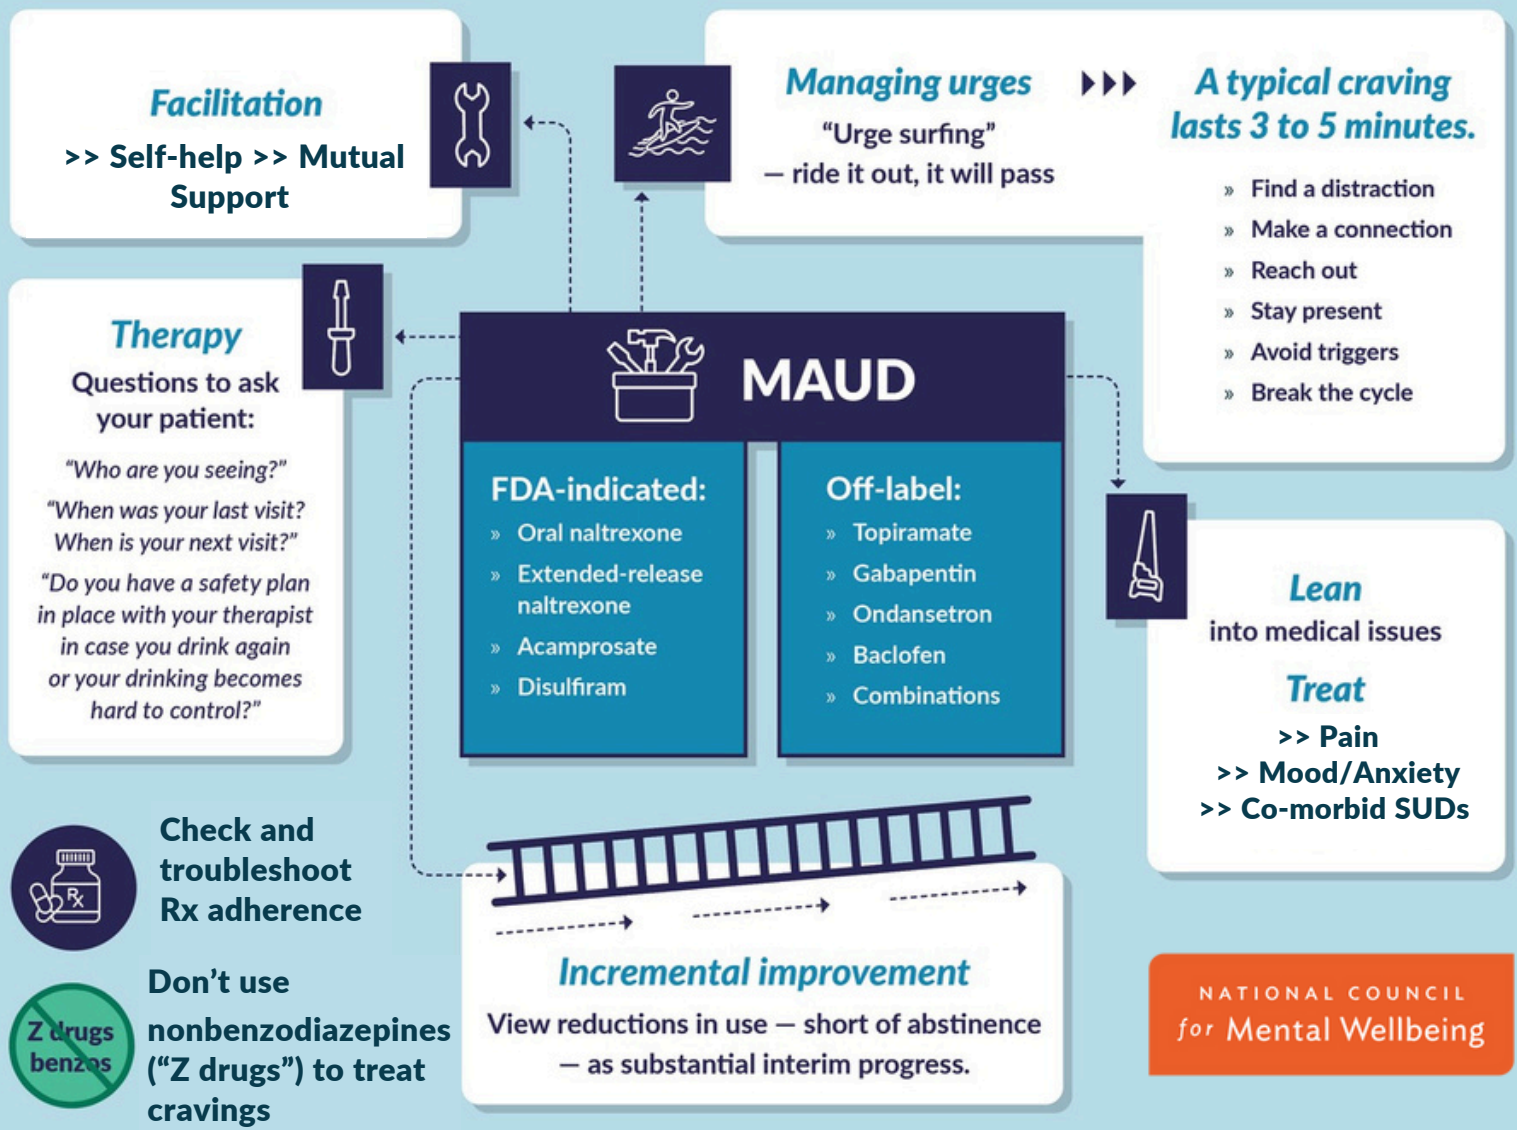 Facilitation
>> Self-help >> Mutual
Support
Managing urges
“Urge surfing”
— ride it out, it will pass
A typical craving
lasts 3 to 5 minutes.
» Find a distraction
» Make a connection
» Reach out
» Stay present
» Avoid triggers
» Break the cycle
Therapy
Questions to ask
your patient:
“Who are you seeing?”
“When was your last visit?
When is your next visit?”
“Do you have a safety plan
in place with your therapist
in case you drink again
or your drinking becomes
hard to control?”
MAUD
FDA-indicated:
» Oral naltrexone
» Extended-release
naltrexone
» Acamprosate
» Disulfiram
Off-label:
» Topiramate
» Gabapentin
» Ondansetron
» Baclofen
» Combinations
Lean
into medical issues
Treat
>> Pain
>> Mood/Anxiety
>> Co-morbid SUDs
Rx
Check and
troubleshoot
Rx adherence
Z drugs
benzos
Don’t use
nonbenzodiazepines
(“Z drugs”) to treat
cravings
Incremental improvement
View reductions in use — short of abstinence
— as substantial interim progress.
NATIONAL COUNCIL
for Mental Wellbeing